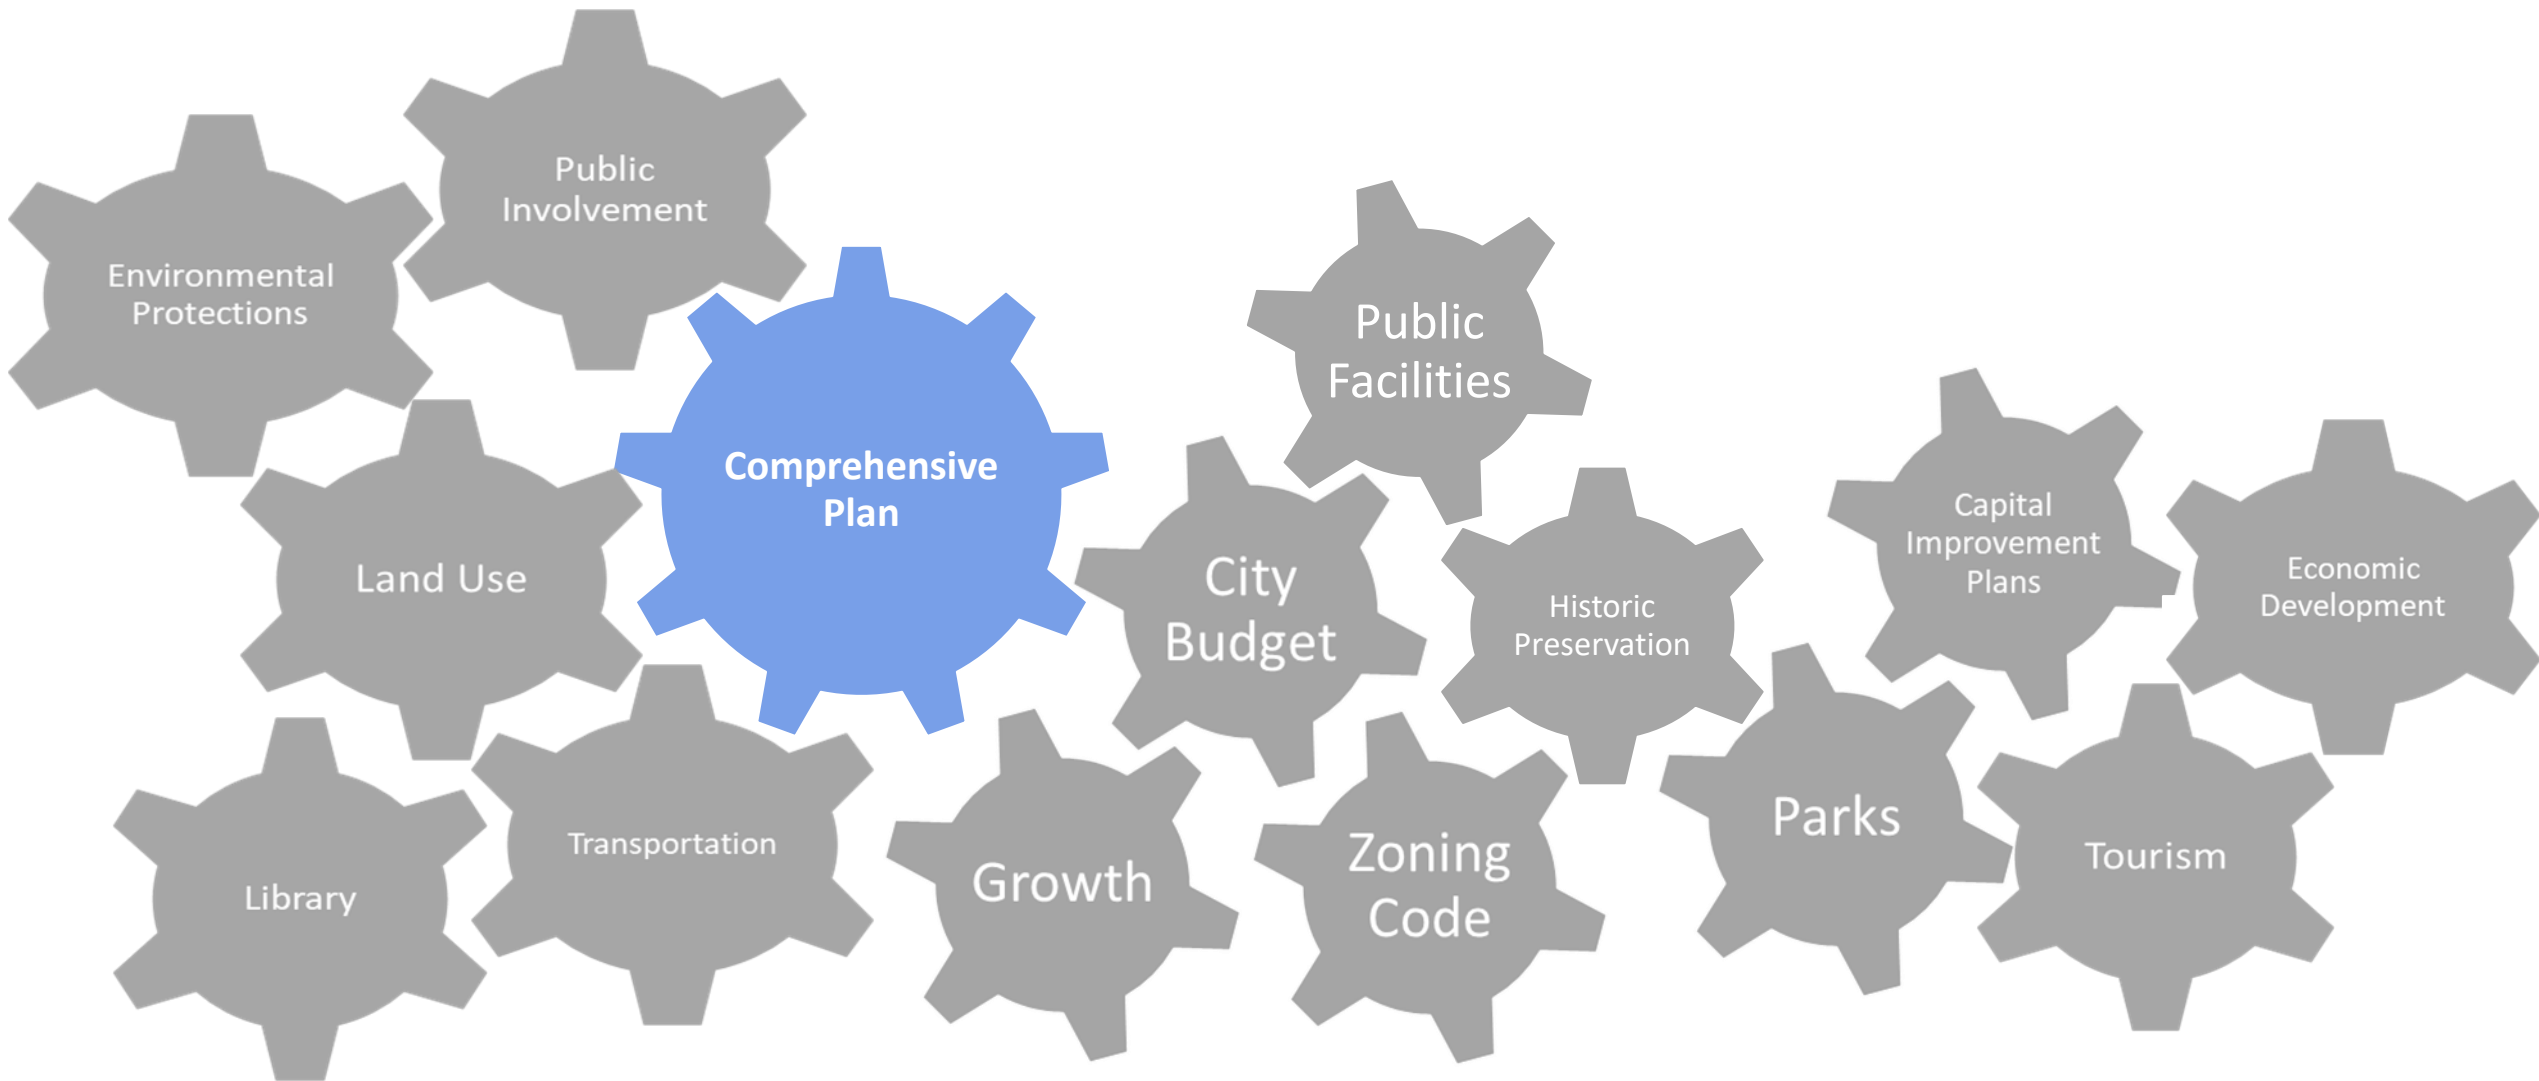 Public
Involvement
Environmental
Protections
Comprehensive
Plan
Land Use
Library
Transportation
Public
Facilities
City
Budget
Historic
Preservation
Growth
Zoning
Code
Capital
Improvement
Plans
Economic
Development
Parks
Tourism